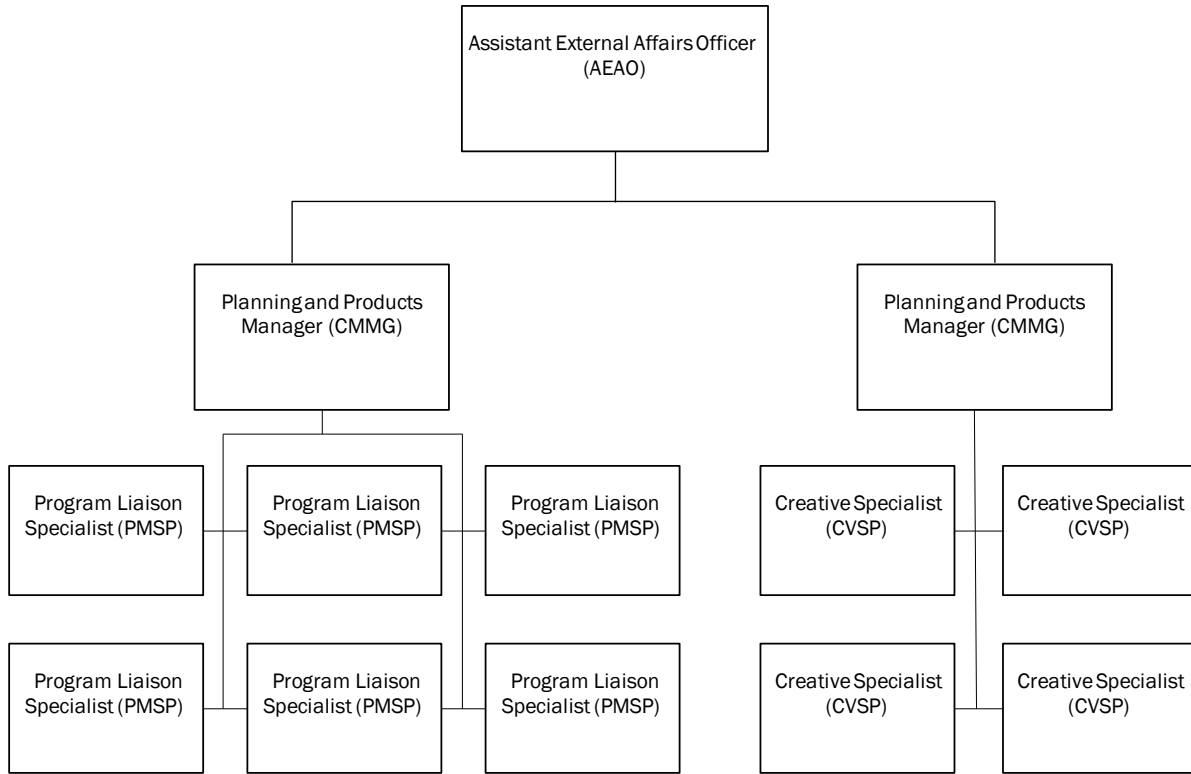 Assistant External Affairs Officer
(AEAO)
Planning and Products
Manager (CMMG)
Planning and Products
Manager (CMMG)
Program Liaison
Specialist (PMSP)
Program Liaison
Specialist (PMSP)
Program Liaison
Specialist (PMSP)
Creative Specialist
(CVSP)
Creative Specialist
(CVSP)
Program Liaison
Specialist (PMSP)
Program Liaison
Specialist (PMSP)
Program Liaison
Specialist (PMSP)
Creative Specialist
(CVSP)
Creative Specialist
(CVSP)